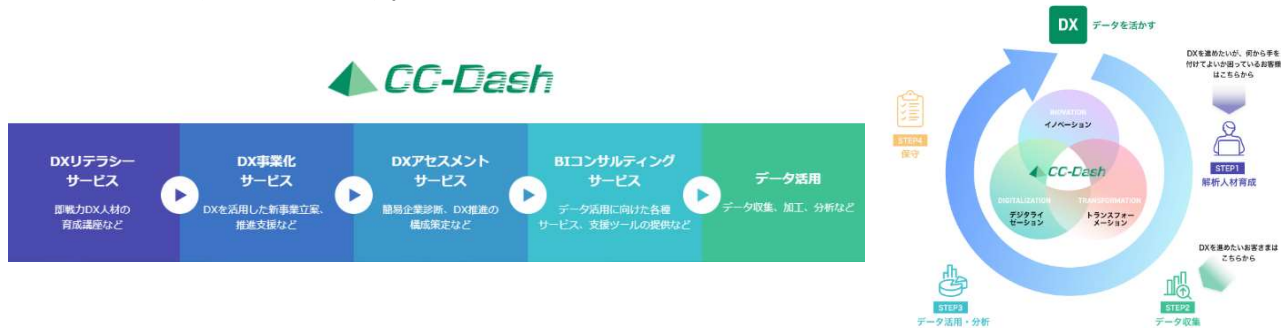 CC-Dash
DXリテラシー
サービス
即戦力DX人材の
育成講座など
DX事業化
サービス
DXを活用した新事業立案、
推進支援など
DXアセスメント
サービス
簡易企業診断、DX推進の
構成策定など
BIコンサルティング
サービス
データ活用に向けた各種
サービス、支援ツールの提供など
データ活用
データ収集、加工、分析など
DX データを活かす
DXを進めたいが、何から手を
付けてよいか困っているお客様
はこちらから
STEP1
解析人材育成
DXを進めたいお客さまは
こちらから
STEP2
データ収集
STEP3
データ活用・分析
STEP4
保守
イノベーション
CC-Dash
DIGITALIZATION
デジタライ
ゼーション
TRANSFORMATION
トランスフォー
メーション